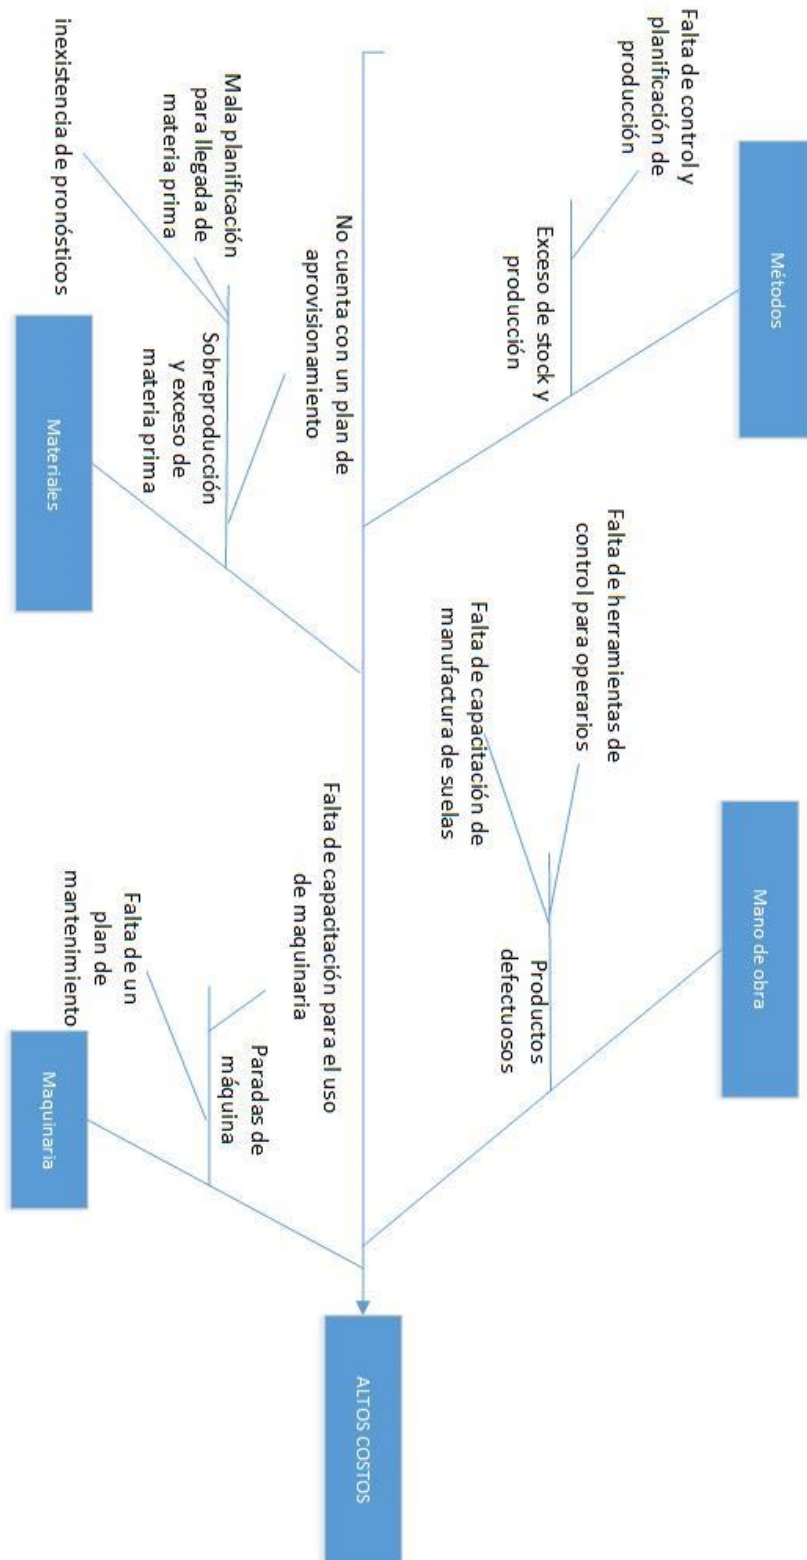 Métodos
Falta de control y
planificación de
producción
Exceso de stock y
producción
Mano de obra
Falta de herramientas de
control para operarios
Falta de capacitación de
manufactura de suelas
Productos
defectuosos
ALTOS COSTOS
No cuenta con un plan de
aprovisionamiento
Mala planificación
para llegada de
materia prima
Sobreproducción
y exceso de
materia prima
inexistencia de pronósticos
Materiales
Falta de capacitación para el uso
de maquinaria
Paradas de
máquina
Falta de un
plan de
mantenimiento
Maquinaria